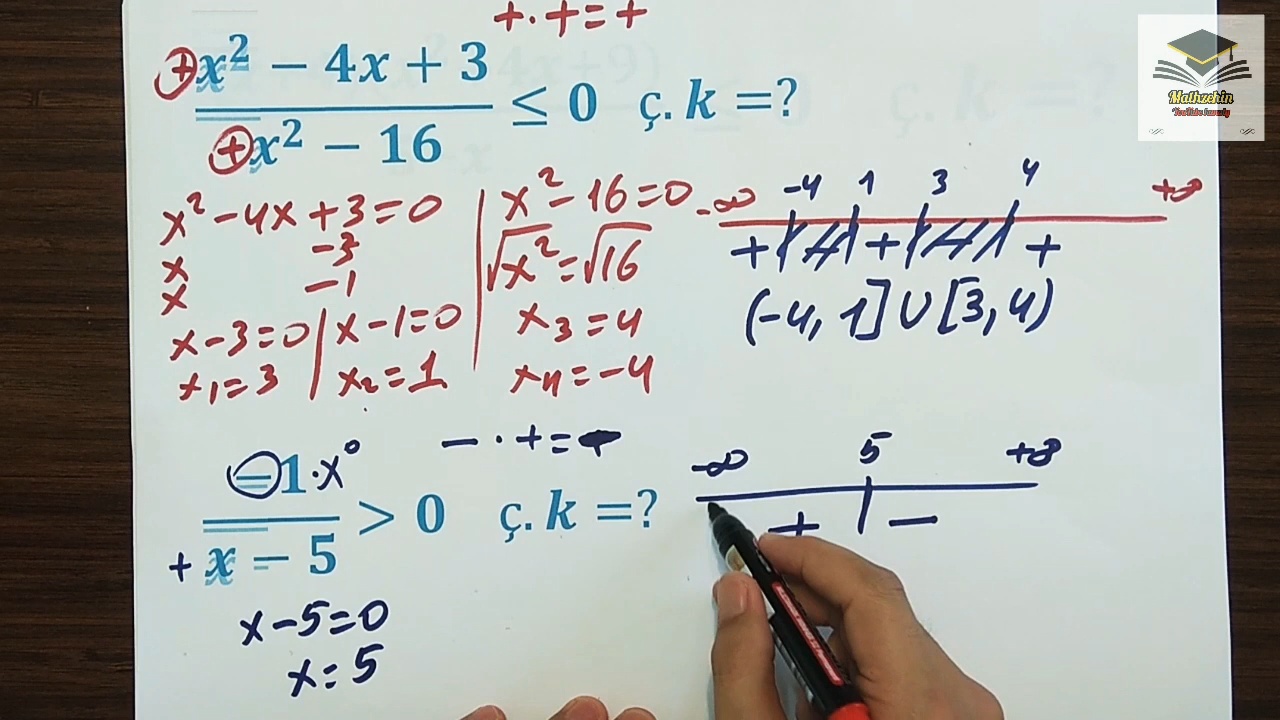 + . + = +
+x² − 4x + 3
+x² − 16
≤ 0 ç. k =?
x² − 4x + 3 = 0
x −3
x −1
x − 3 = 0 | x − 1 = 0
x₁ = 3 | x₂ = 1
x² − 16 = 0
√x² = √16
x₃ = 4
x₄ = −4
−∞ −4 1 3 4 +∞
+ + +
(−4, 1] ∪ [3, 4)
− . + = −
−1 · x⁰
+ x − 5
> 0 ç. k =?
x − 5 = 0
x = 5
−∞ 5 +∞
+ −
Mathzehin
YouTube Family